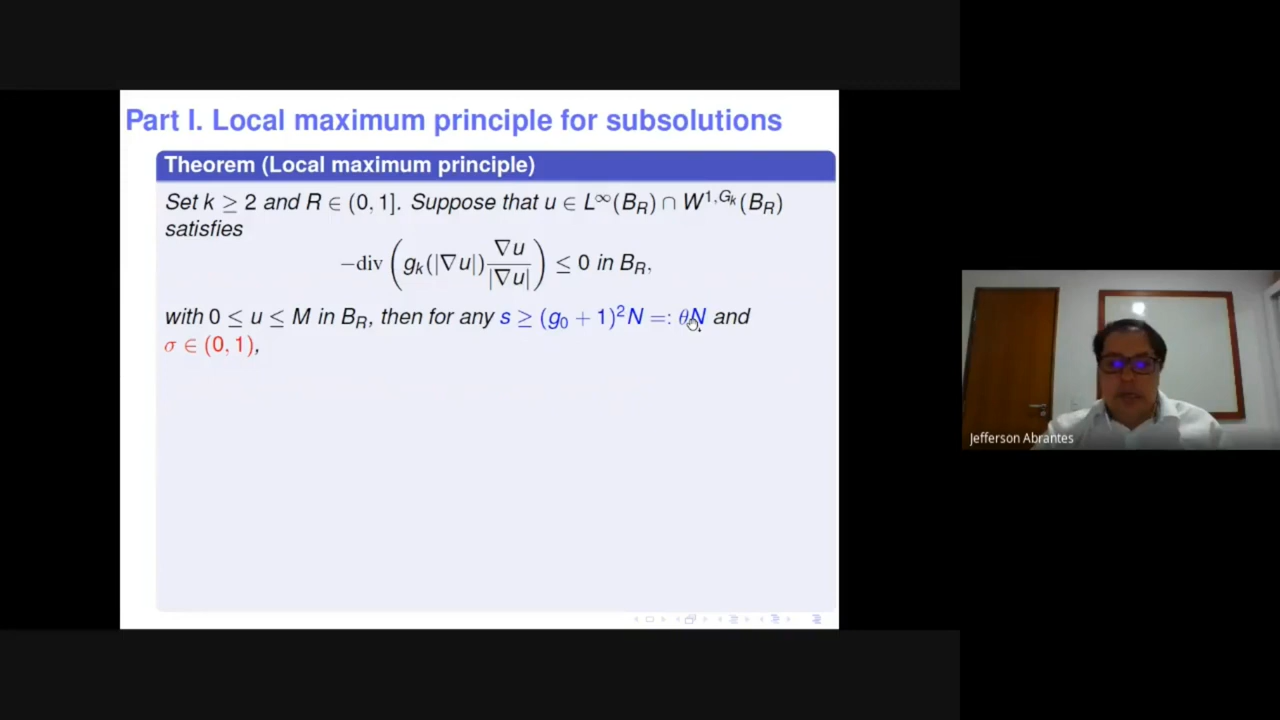 Part I. Local maximum principle for subsolutions
Theorem (Local maximum principle)
Set k ≥ 2 and R ∈ (0, 1]. Suppose that u ∈ L^∞(B_R) ∩ W^{1,G_k}(B_R)
satisfies
−div ( g_k(|∇u|) ∇u/|∇u| ) ≤ 0 in B_R,
with 0 ≤ u ≤ M in B_R, then for any s ≥ (g_0 + 1)^2 N =: θN and
σ ∈ (0, 1),
Jefferson Abrantes